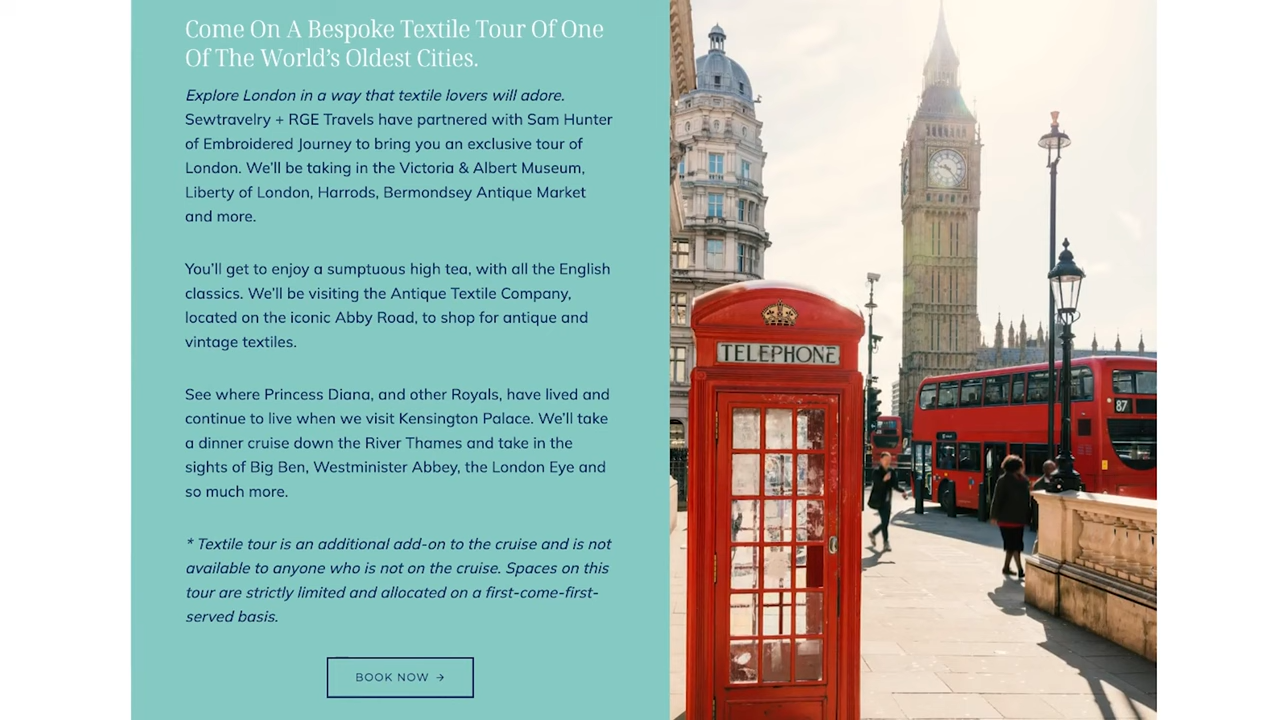 Come On A Bespoke Textile Tour Of One
Of The World's Oldest Cities.
Explore London in a way that textile lovers will adore.
Sewtravelry + RGE Travels have partnered with Sam Hunter
of Embroidered Journey to bring you an exclusive tour of
London. We'll be taking in the Victoria & Albert Museum,
Liberty of London, Harrods, Bermondsey Antique Market
and more.
You'll get to enjoy a sumptuous high tea, with all the English
classics. We'll be visiting the Antique Textile Company,
located on the iconic Abby Road, to shop for antique and
vintage textiles.
See where Princess Diana, and other Royals, have lived and
continue to live when we visit Kensington Palace. We'll take
a dinner cruise down the River Thames and take in the
sights of Big Ben, Westminister Abbey, the London Eye and
so much more.
* Textile tour is an additional add-on to the cruise and is not
available to anyone who is not on the cruise. Spaces on this
tour are strictly limited and allocated on a first-come-first-
served basis.
BOOK NOW →
TELEPHONE
87